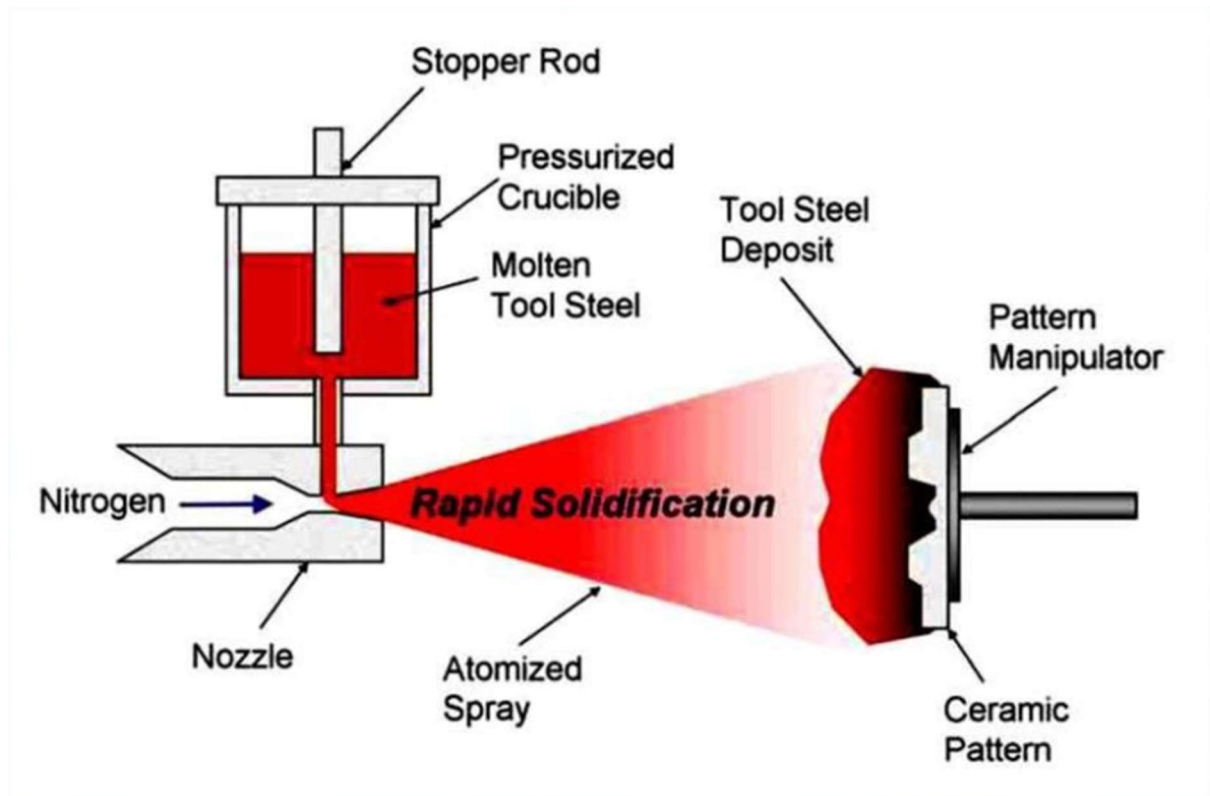 Stopper Rod
Pressurized
Crucible
Molten
Tool Steel
Tool Steel
Deposit
Pattern
Manipulator
Nitrogen
Rapid Solidification
Nozzle
Atomized
Spray
Ceramic
Pattern